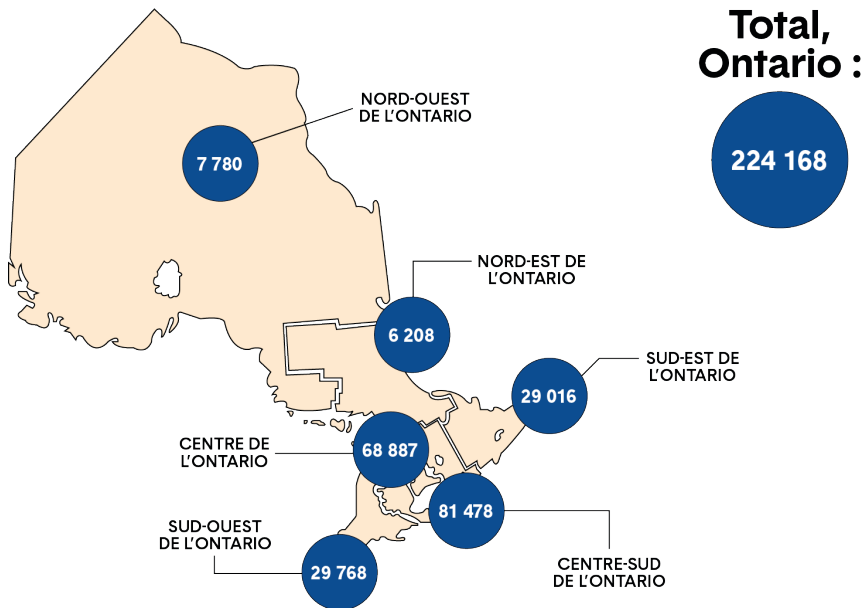 Total,
Ontario :
224 168
NORD-OUEST
DE L'ONTARIO
7 780
NORD-EST DE
L'ONTARIO
6 208
SUD-EST DE
L'ONTARIO
29 016
CENTRE DE
L'ONTARIO
68 887
81 478
CENTRE-SUD
DE L'ONTARIO
SUD-OUEST
DE L'ONTARIO
29 768